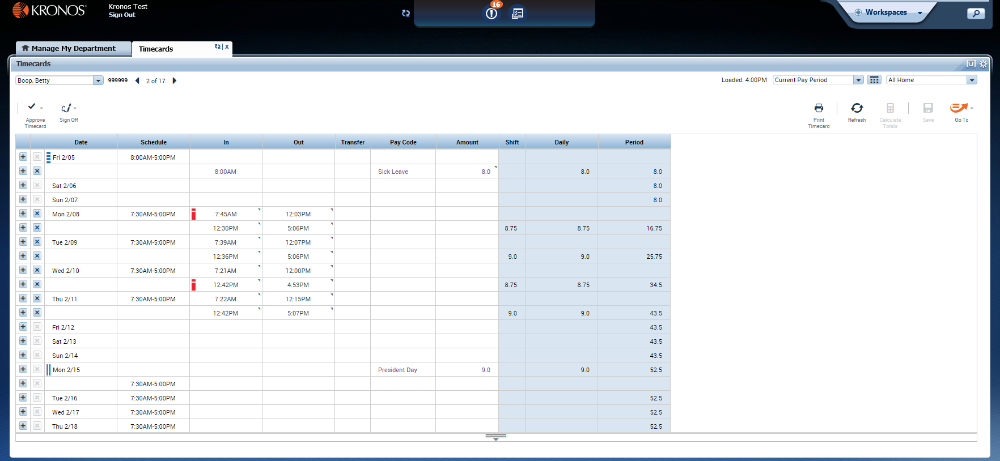 KRONOS®
Kronos Test
Sign Out
16
Workspaces
Manage My Department
Timecards
x
Timecards
Boop, Betty
999999
2 of 17
Loaded: 4:00PM
Current Pay Period
All Home
Approve
Timecard
Sign Off
Print
Timecard
Refresh
Calculate
Totals
Save
Go To
Date Schedule In Out Transfer Pay Code Amount Shift Daily Period
Fri 2/05 8:00AM-5:00PM
8:00AM Sick Leave 8.0 8.0 8.0
Sat 2/06 8.0
Sun 2/07 8.0
Mon 2/08 7:30AM-5:00PM 7:45AM 12:03PM
12:30PM 5:06PM 8.75 8.75 16.75
Tue 2/09 7:30AM-5:00PM 7:39AM 12:07PM
12:36PM 5:06PM 9.0 9.0 25.75
Wed 2/10 7:30AM-5:00PM 7:21AM 12:00PM
12:42PM 4:53PM 8.75 8.75 34.5
Thu 2/11 7:30AM-5:00PM 7:22AM 12:15PM
12:42PM 5:07PM 9.0 9.0 43.5
Fri 2/12 43.5
Sat 2/13 43.5
Sun 2/14 43.5
Mon 2/15 President Day 9.0 9.0 52.5
7:30AM-5:00PM
Tue 2/16 7:30AM-5:00PM 52.5
Wed 2/17 7:30AM-5:00PM 52.5
Thu 2/18 7:30AM-5:00PM 52.5